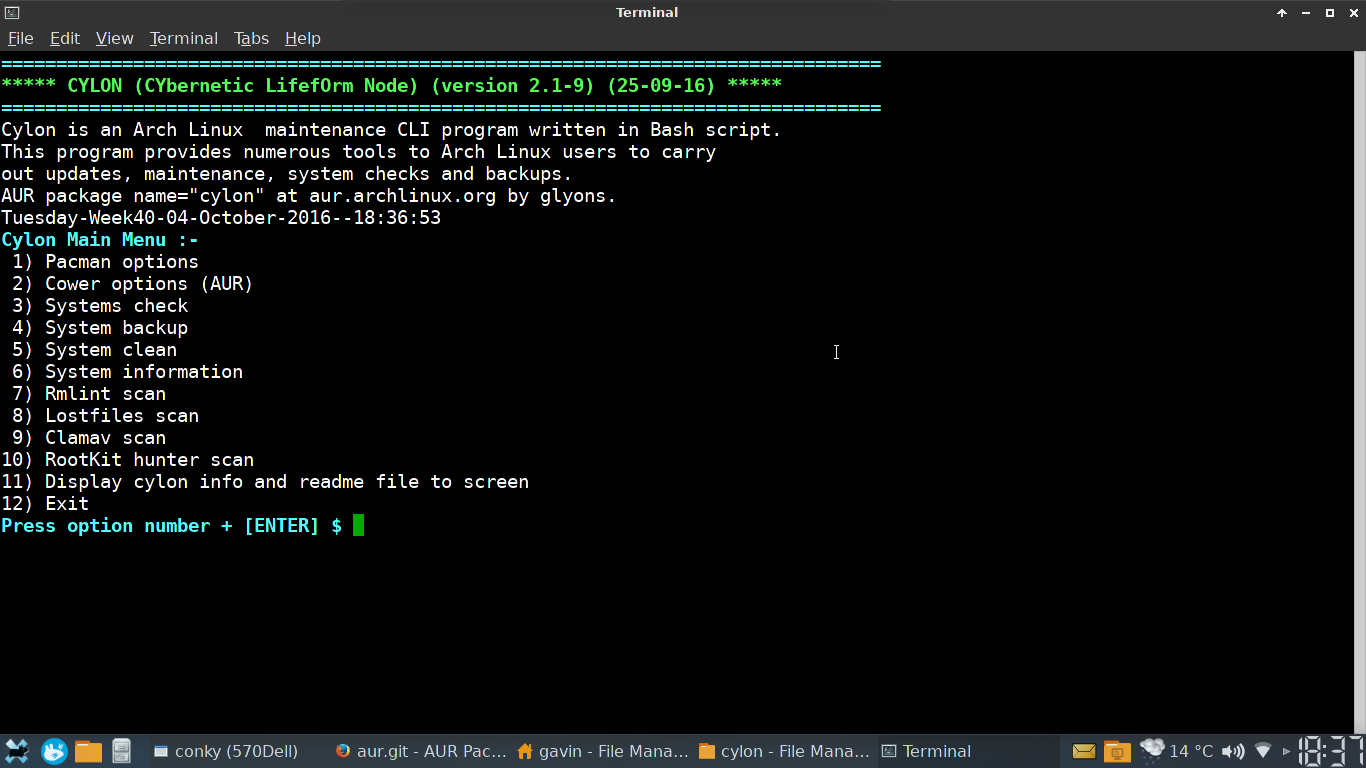 Terminal
File Edit View Terminal Tabs Help
================================================================================
***** CYLON (CYbernetic LifefOrm Node) (version 2.1-9) (25-09-16) *****
================================================================================
Cylon is an Arch Linux  maintenance CLI program written in Bash script.
This program provides numerous tools to Arch Linux users to carry
out updates, maintenance, system checks and backups.
AUR package name="cylon" at aur.archlinux.org by glyons.
Tuesday-Week40-04-October-2016--18:36:53
Cylon Main Menu :-
1) Pacman options
2) Cower options (AUR)
3) Systems check
4) System backup
5) System clean
6) System information
7) Rmlint scan
8) Lostfiles scan
9) Clamav scan
10) RootKit hunter scan
11) Display cylon info and readme file to screen
12) Exit
Press option number + [ENTER] $
conky (570Dell) aur.git - AUR Pac... gavin - File Mana... cylon - File Mana... Terminal 14 °C 18:37